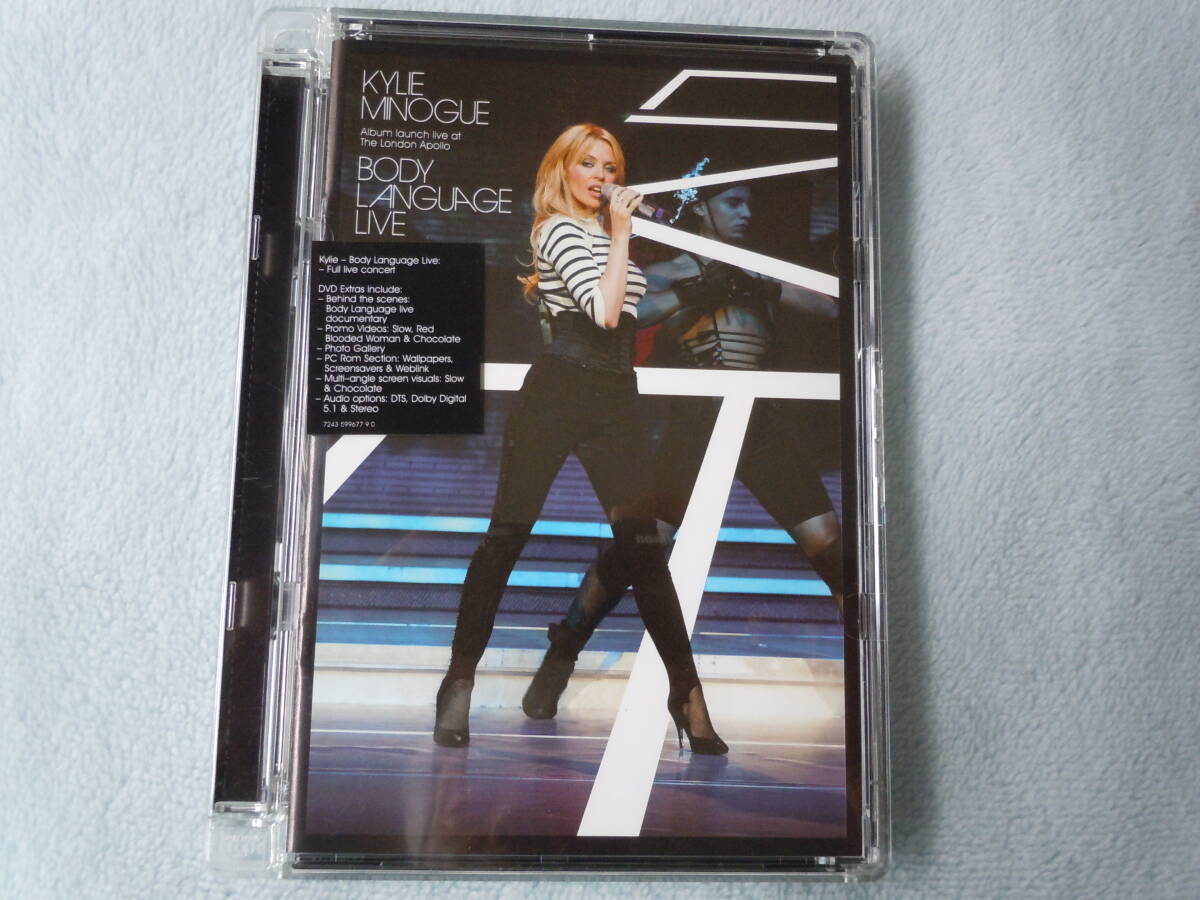 KYLIE
MINOGUE
Album launch live at
The London Apollo
BODY
LANGUAGE
LIVE
Kylie – Body Language Live:
– Full live concert
DVD Extras include:
– Behind the scenes:
Body Language live
documentary
– Promo Videos: Slow, Red
Blooded Woman & Chocolate
– Photo Gallery
– PC Rom Section: Wallpapers,
Screensavers & Weblink
– Multi–angle screen visuals: Slow
& Chocolate
– Audio options: DTS, Dolby Digital
5.1 & Stereo
7243 599677 9 0